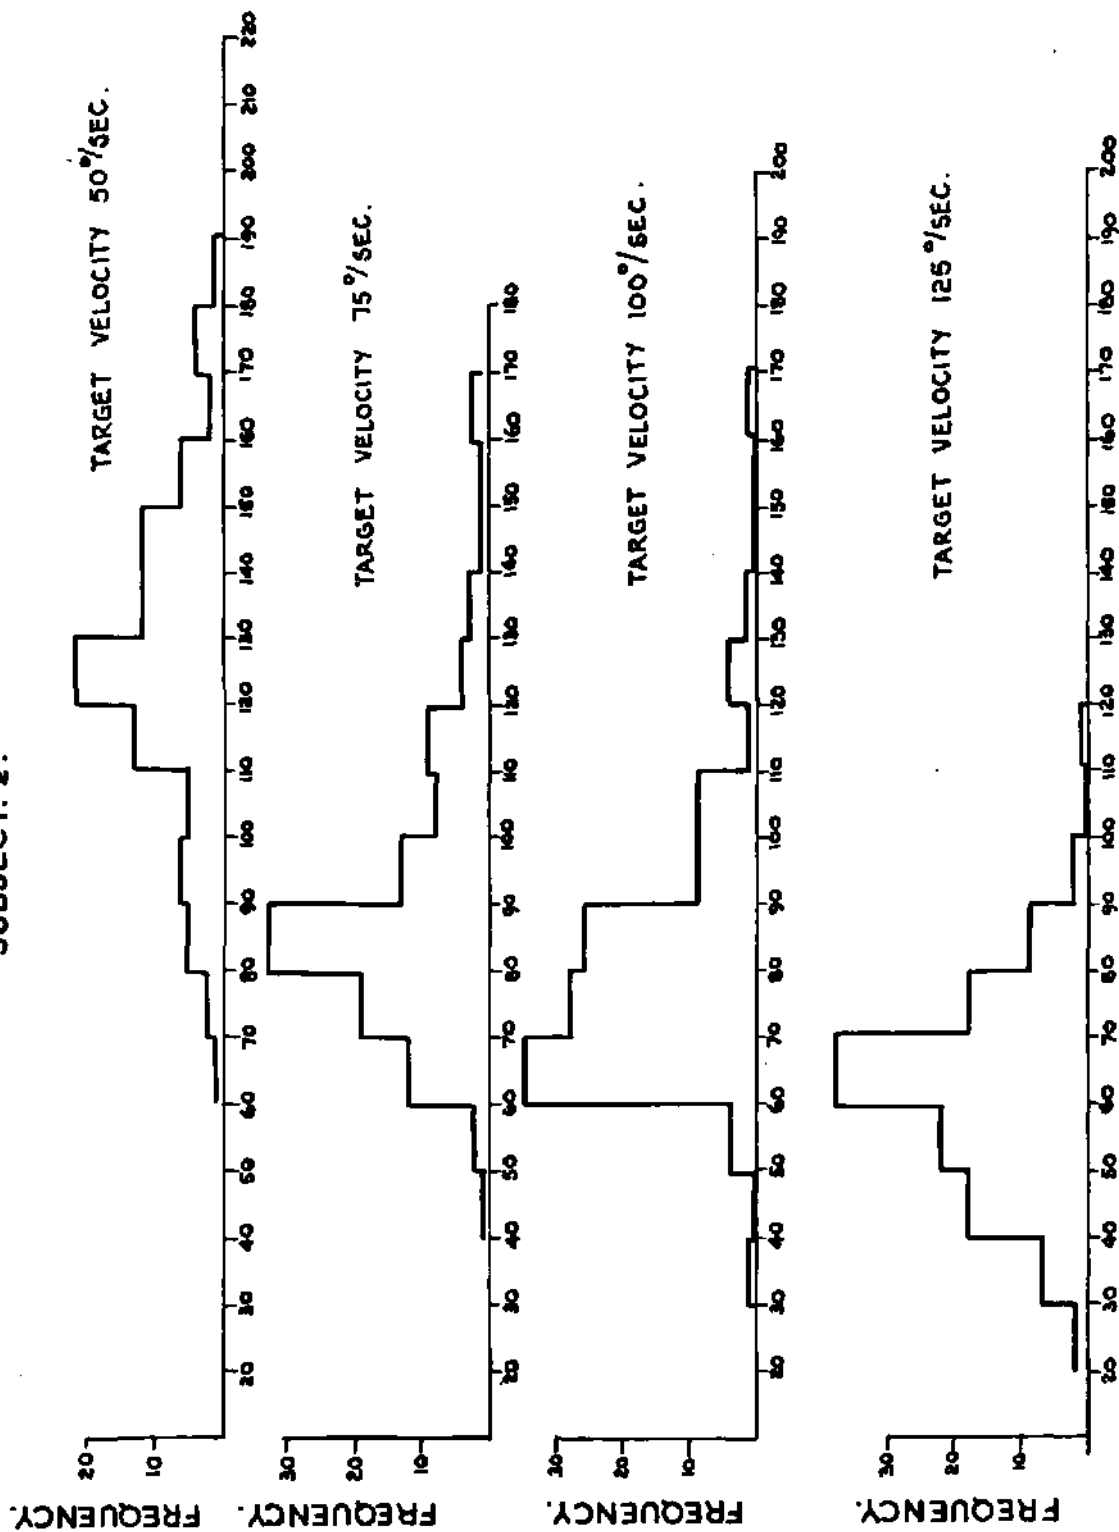 SUBJECT. 2.
FREQUENCY.
20
10
TARGET VELOCITY 50°/SEC.
20 30 40 50 60 70 80 90 100 110 120 130 140 150 160 170 180 190 200 210 220
FREQUENCY.
30
20
10
TARGET VELOCITY 75°/SEC.
20 30 40 50 60 70 80 90 100 110 120 130 140 150 160 170 180
FREQUENCY.
30
20
10
TARGET VELOCITY 100°/SEC.
20 30 40 50 60 70 80 90 100 110 120 130 140 150 160 170 180 190 200
FREQUENCY.
30
20
10
TARGET VELOCITY 125°/SEC.
20 30 40 50 60 70 80 90 100 110 120 130 140 150 160 170 180 190 200